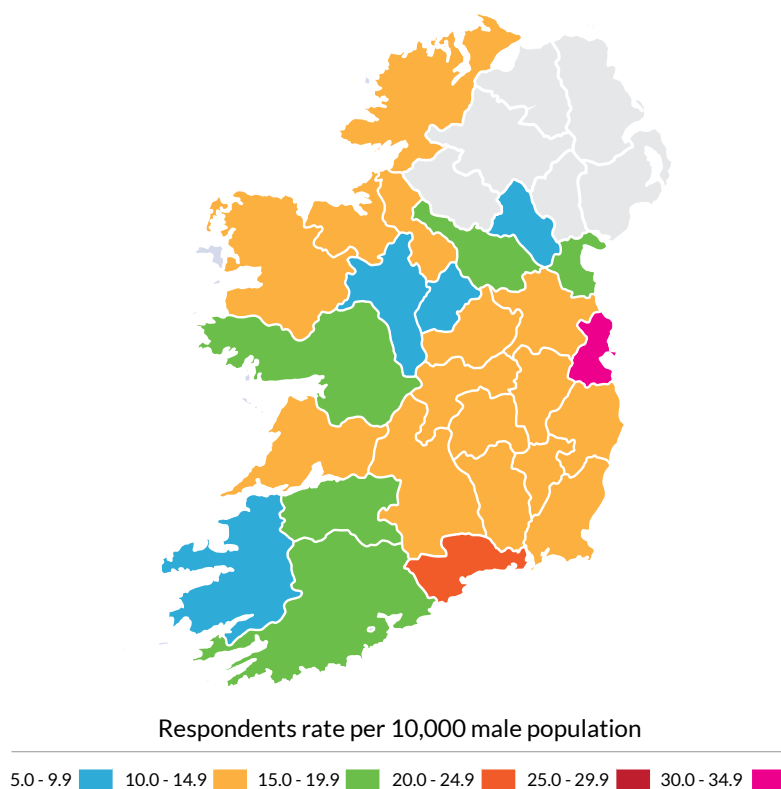 Respondents rate per 10,000 male population
5.0 - 9.9 10.0 - 14.9 15.0 - 19.9 20.0 - 24.9 25.0 - 29.9 30.0 - 34.9